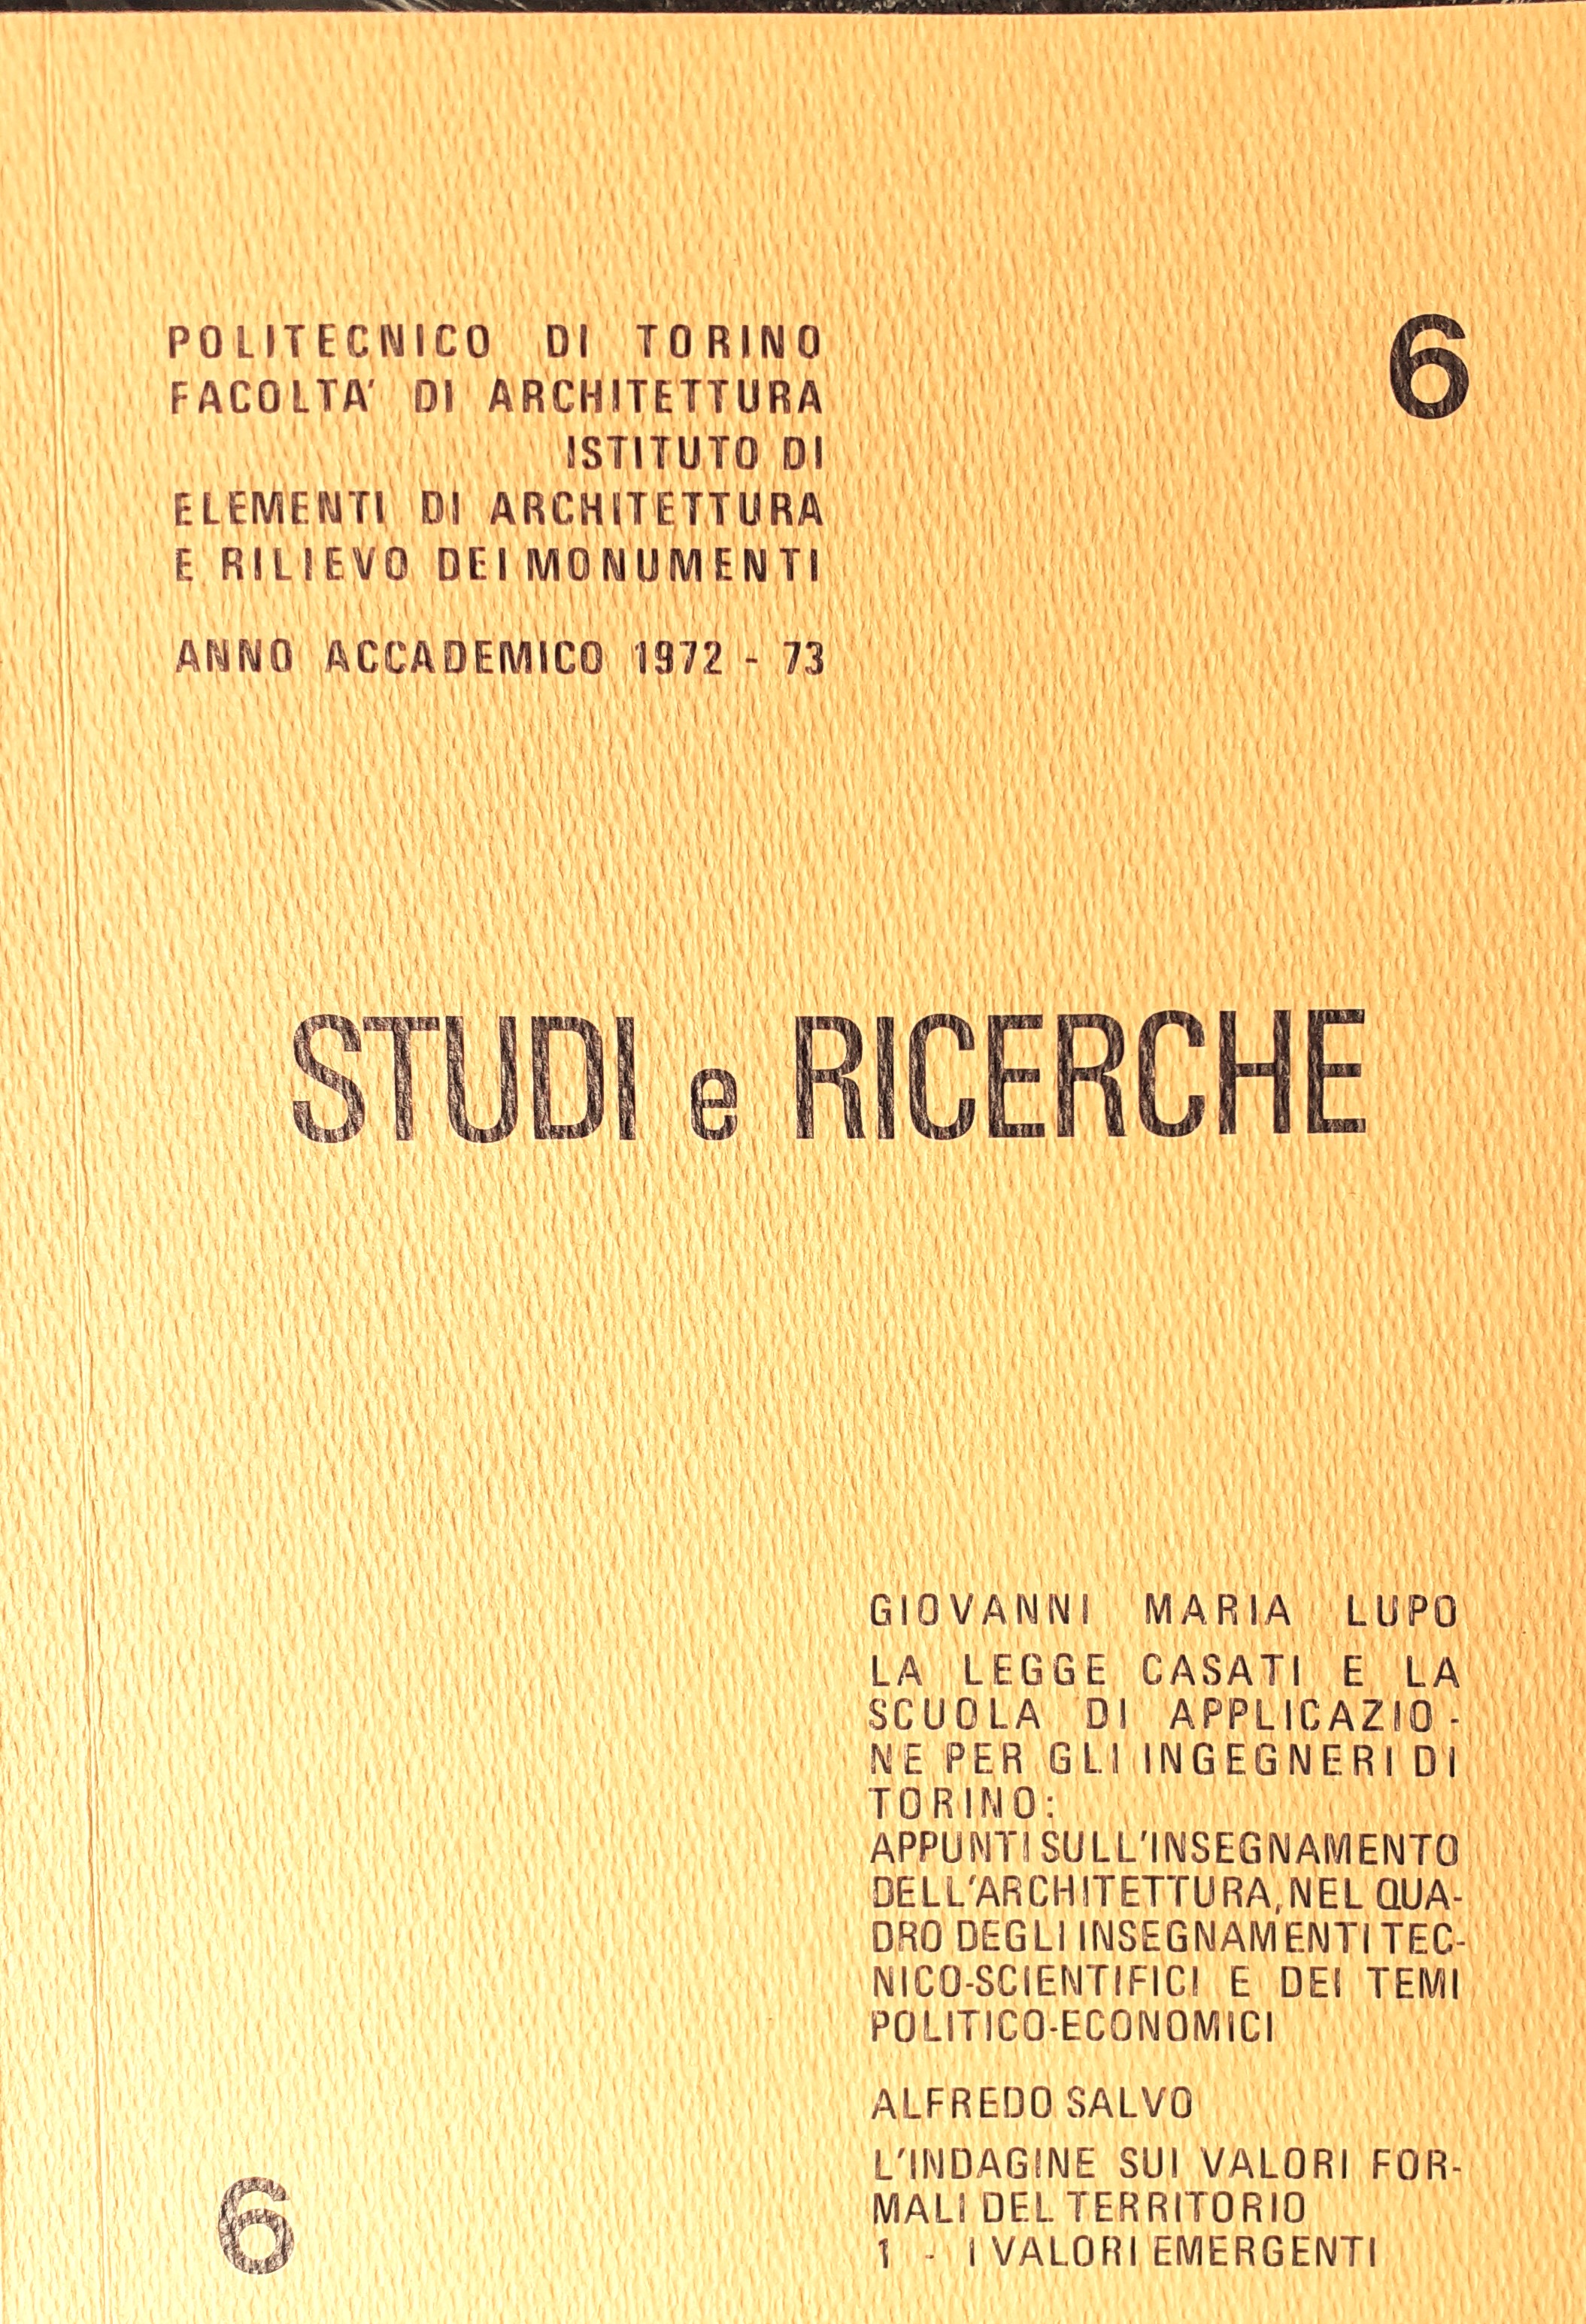 POLITECNICO DI TORINO
FACOLTA' DI ARCHITETTURA
ISTITUTO DI
ELEMENTI DI ARCHITETTURA
E RILIEVO DEI MONUMENTI
ANNO ACCADEMICO 1972 - 73
6
STUDI e RICERCHE
GIOVANNI MARIA LUPO
LA LEGGE CASATI E LA
SCUOLA DI APPLICAZIO-
NE PER GLI INGEGNERI DI
TORINO:
APPUNTI SULL'INSEGNAMENTO
DELL'ARCHITETTURA, NEL QUA-
DRO DEGLI INSEGNAMENTI TEC-
NICO-SCIENTIFICI E DEI TEMI
POLITICO-ECONOMICI
ALFREDO SALVO
L'INDAGINE SUI VALORI FOR-
MALI DEL TERRITORIO
1 - I VALORI EMERGENTI
6